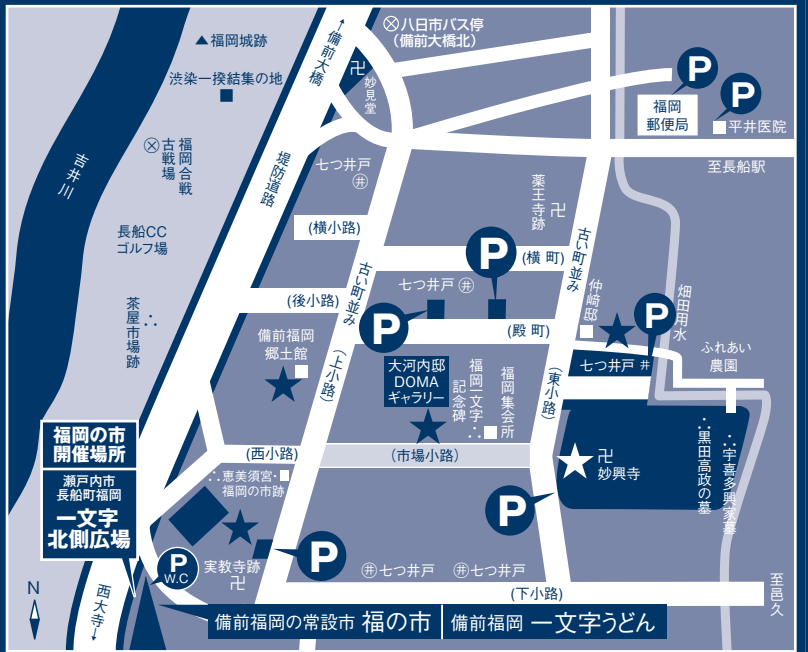 八日市バス停
(備前大橋北)
↑備前大橋
卍
妙見堂
▲福岡城跡
渋染一揆結集の地
P
P
福岡
郵便局
平井医院
至長船駅
福岡合戦
古戦場
吉井川
堤防道路
七つ井戸
井
薬王寺跡
卍
長船CC
ゴルフ場
(横小路)
古い町並み
(横 町)
P
古い町並み
七つ井戸 井
仲﨑邸
畑田用水
茶屋市場跡
(後小路)
P
(殿 町)
P
備前福岡
郷土館
(上小路)
大河内邸
DOMA
ギャラリー
福岡一文字
記念碑
福岡集会所
(東小路)
七つ井戸 井
ふれあい
農園
福岡の市
開催場所
瀬戸内市
長船町福岡
一文字
北側広場
(西小路)
(市場小路)
恵美須宮・
福岡の市跡
卍
妙興寺
黒田高政の墓
宇喜多興家墓
P
P
P
W.C
実教寺跡
卍
井 七つ井戸
井 七つ井戸
(下小路)
至邑久
N
西大寺→
備前福岡の常設市 福の市
備前福岡 一文字うどん